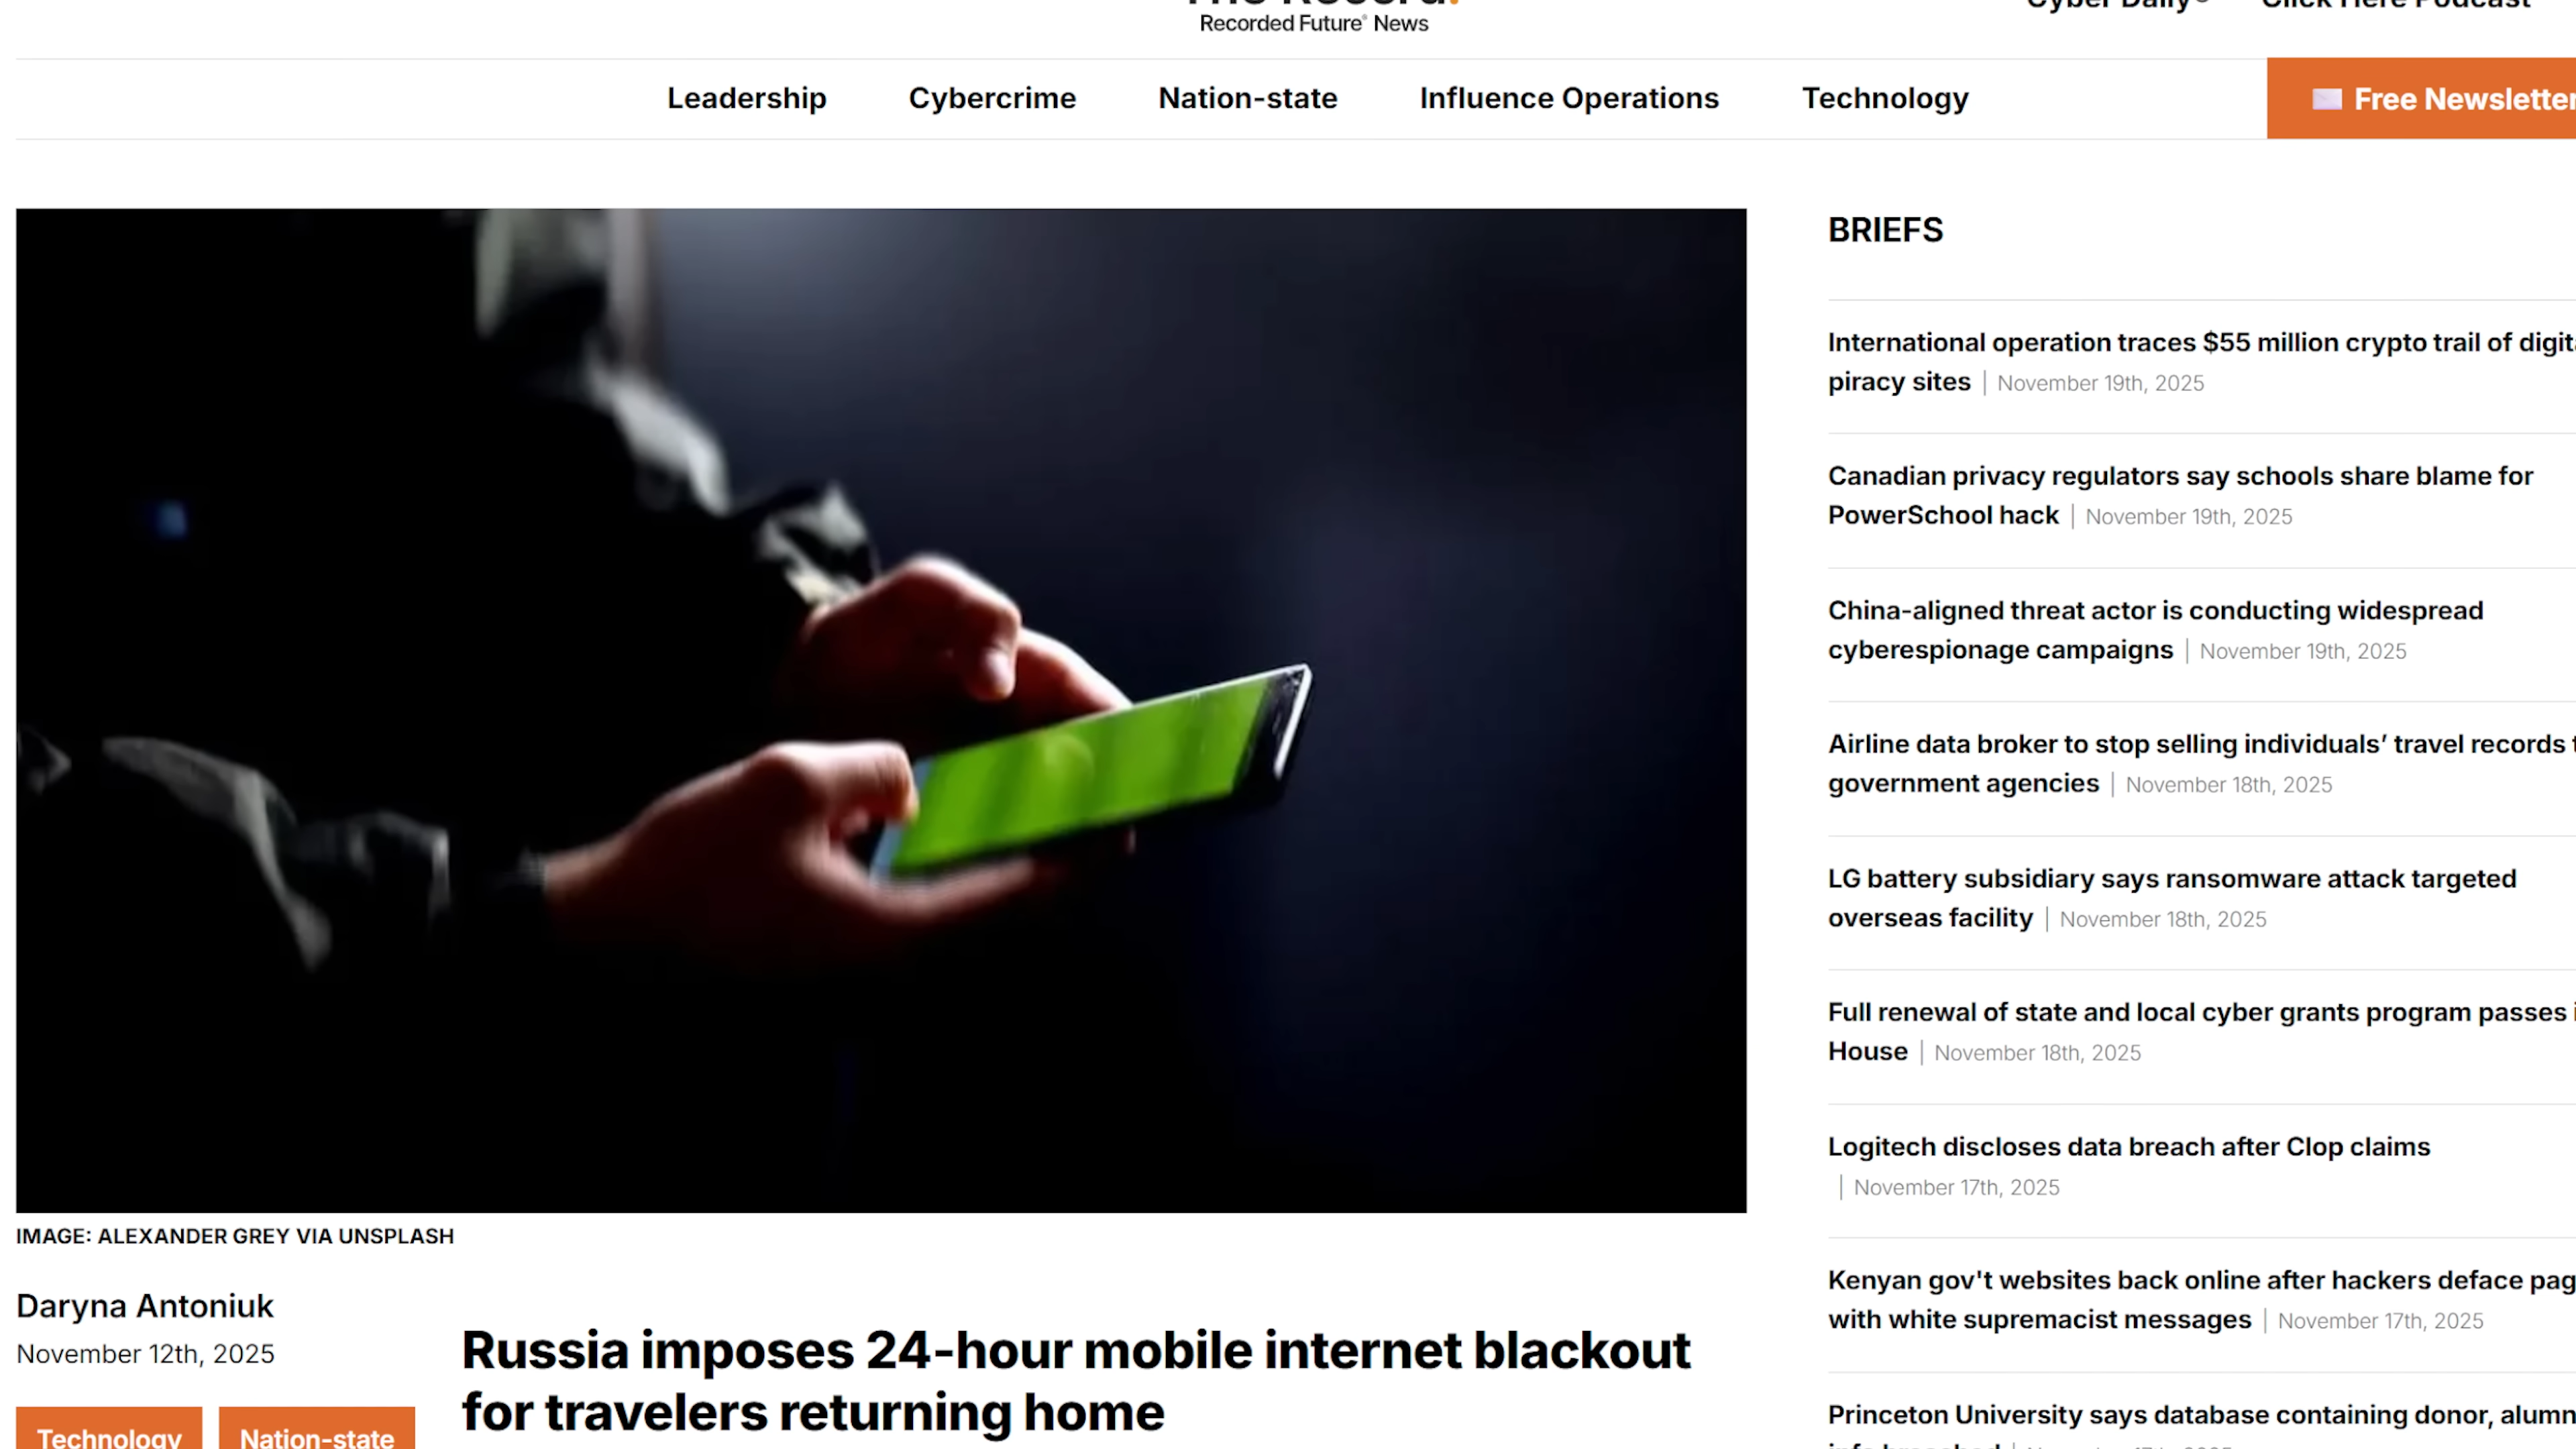 The Record.
Recorded Future® News
Cyber Daily®
Click Here Podcast
Leadership
Cybercrime
Nation-state
Influence Operations
Technology
Free Newsletter
BRIEFS
International operation traces $55 million crypto trail of
piracy sites | November 19th, 2025
Canadian privacy regulators say schools share blame for
PowerSchool hack | November 19th, 2025
China-aligned threat actor is conducting widespread
cyberespionage campaigns | November 19th, 2025
Airline data broker to stop selling individuals’ travel records
government agencies | November 18th, 2025
LG battery subsidiary says ransomware attack targeted
overseas facility | November 18th, 2025
Full renewal of state and local cyber grants program passes
House | November 18th, 2025
Logitech discloses data breach after Clop claims
| November 17th, 2025
Kenyan gov't websites back online after hackers deface
with white supremacist messages | November 17th, 2025
Princeton University says database containing donor,
IMAGE: ALEXANDER GREY VIA UNSPLASH
Daryna Antoniuk
November 12th, 2025
Technology
Nation-state
Russia imposes 24-hour mobile internet blackout
for travelers returning home